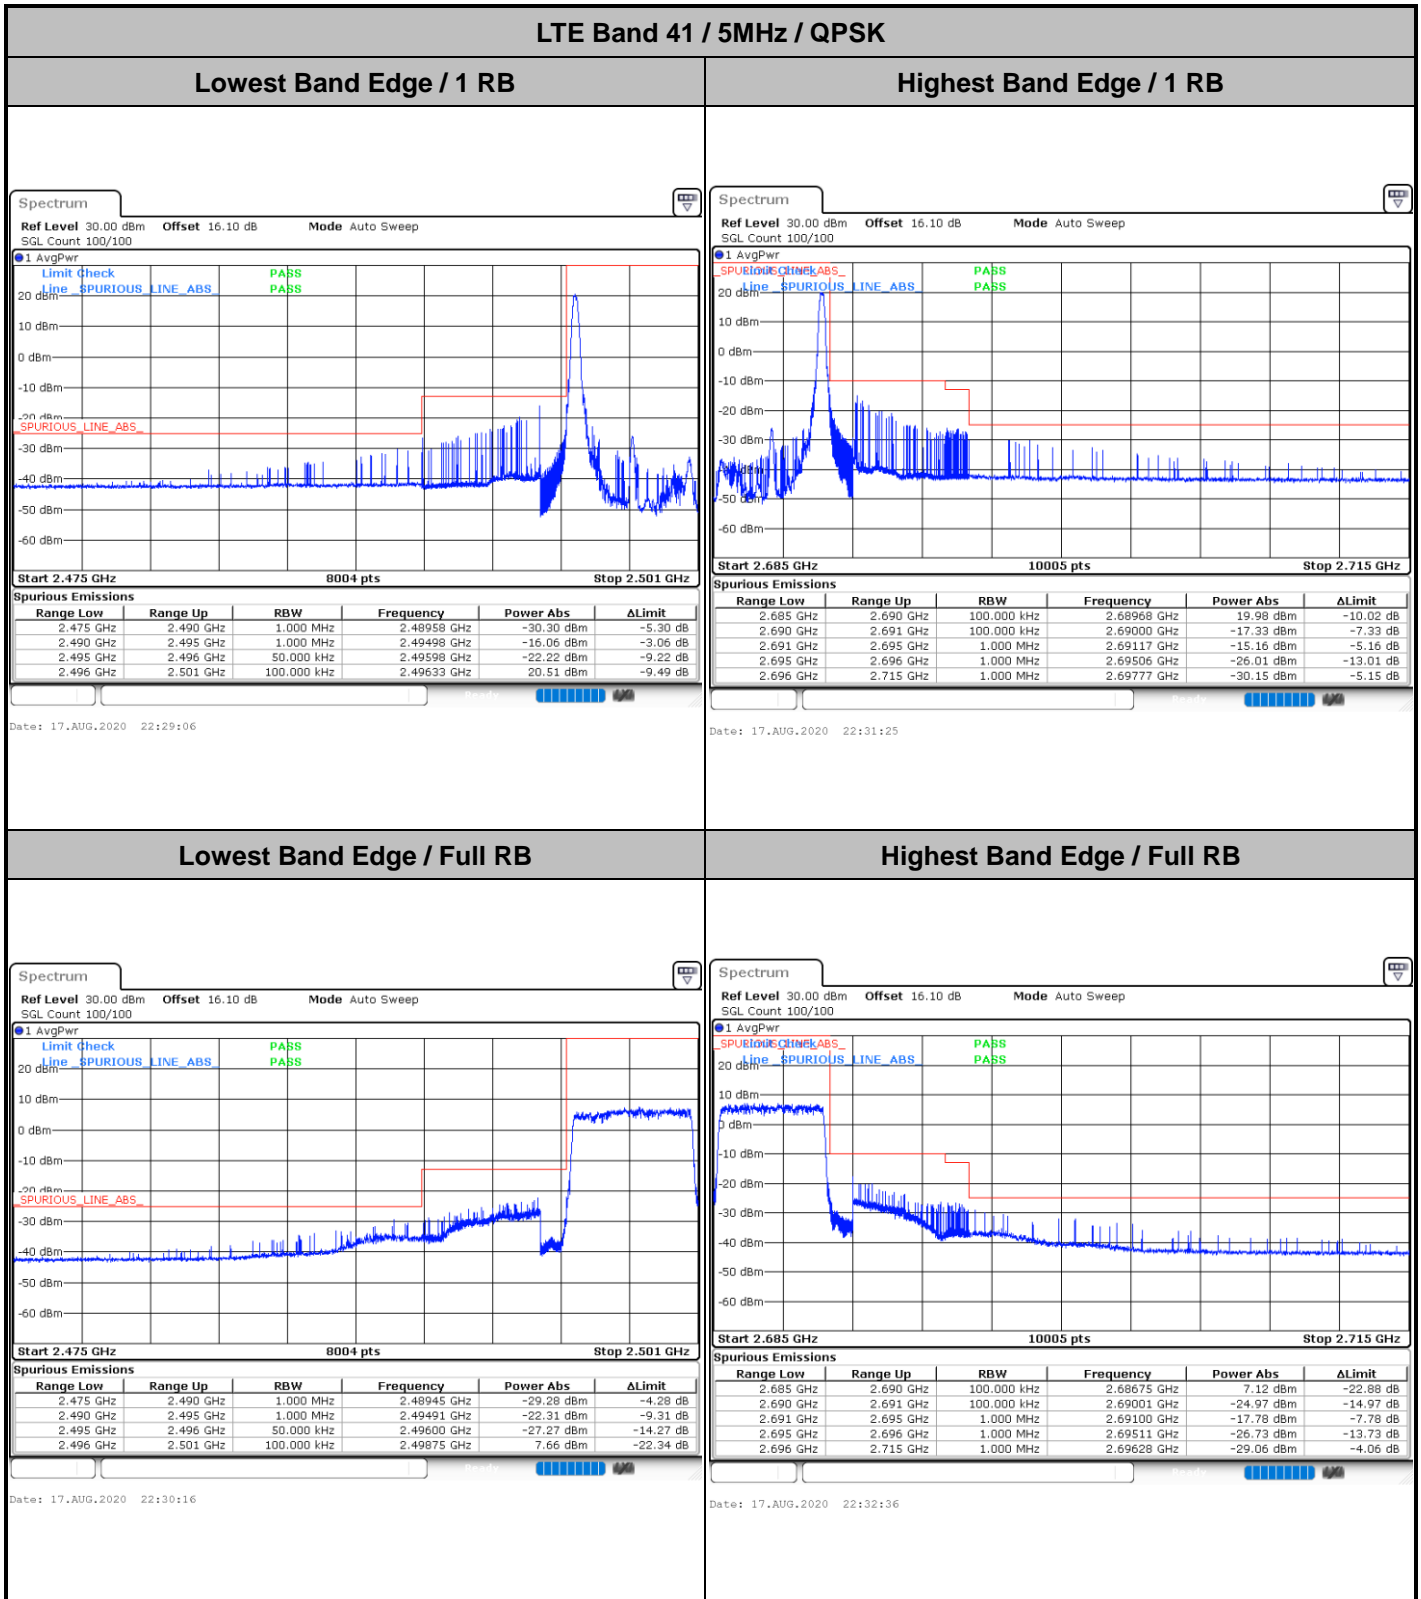 LTE Band 41 / 5MHz / QPSK
Lowest Band Edge / 1 RB
Highest Band Edge / 1 RB
Spectrum
Ref Level 30.00 dBm Offset 16.10 dB Mode Auto Sweep
SGL Count 100/100
1 AvgPwr
Limit Check PASS
Line _SPURIOUS_LINE_ABS_ PASS
20 dBm
10 dBm
0 dBm
-10 dBm
-20 dBm
_SPURIOUS_LINE_ABS_
-30 dBm
-40 dBm
-50 dBm
-60 dBm
Start 2.475 GHz 8004 pts Stop 2.501 GHz
Spurious Emissions
Range Low Range Up RBW Frequency Power Abs ΔLimit
2.475 GHz 2.490 GHz 1.000 MHz 2.48958 GHz -30.30 dBm -5.30 dB
2.490 GHz 2.495 GHz 1.000 MHz 2.49498 GHz -16.06 dBm -3.06 dB
2.495 GHz 2.496 GHz 50.000 kHz 2.49598 GHz -22.22 dBm -9.22 dB
2.496 GHz 2.501 GHz 100.000 kHz 2.49633 GHz 20.51 dBm -9.49 dB
Ready
Date: 17.AUG.2020 22:29:06
Spectrum
Ref Level 30.00 dBm Offset 16.10 dB Mode Auto Sweep
SGL Count 100/100
1 AvgPwr
_SPURIOUS_LINE_ABS_
Limit Check PASS
Line _SPURIOUS_LINE_ABS_ PASS
20 dBm
10 dBm
0 dBm
-10 dBm
-20 dBm
-30 dBm
-40 dBm
-50 dBm
-60 dBm
Start 2.685 GHz 10005 pts Stop 2.715 GHz
Spurious Emissions
Range Low Range Up RBW Frequency Power Abs ΔLimit
2.685 GHz 2.690 GHz 100.000 kHz 2.68968 GHz 19.98 dBm -10.02 dB
2.690 GHz 2.691 GHz 100.000 kHz 2.69000 GHz -17.33 dBm -7.33 dB
2.691 GHz 2.695 GHz 1.000 MHz 2.69117 GHz -15.16 dBm -5.16 dB
2.695 GHz 2.696 GHz 1.000 MHz 2.69506 GHz -26.01 dBm -13.01 dB
2.696 GHz 2.715 GHz 1.000 MHz 2.69777 GHz -30.15 dBm -5.15 dB
Ready
Date: 17.AUG.2020 22:31:25
Lowest Band Edge / Full RB
Highest Band Edge / Full RB
Spectrum
Ref Level 30.00 dBm Offset 16.10 dB Mode Auto Sweep
SGL Count 100/100
1 AvgPwr
Limit Check PASS
Line _SPURIOUS_LINE_ABS_ PASS
20 dBm
10 dBm
0 dBm
-10 dBm
-20 dBm
_SPURIOUS_LINE_ABS_
-30 dBm
-40 dBm
-50 dBm
-60 dBm
Start 2.475 GHz 8004 pts Stop 2.501 GHz
Spurious Emissions
Range Low Range Up RBW Frequency Power Abs ΔLimit
2.475 GHz 2.490 GHz 1.000 MHz 2.48945 GHz -29.28 dBm -4.28 dB
2.490 GHz 2.495 GHz 1.000 MHz 2.49491 GHz -22.31 dBm -9.31 dB
2.495 GHz 2.496 GHz 50.000 kHz 2.49600 GHz -27.27 dBm -14.27 dB
2.496 GHz 2.501 GHz 100.000 kHz 2.49875 GHz 7.66 dBm -22.34 dB
Ready
Date: 17.AUG.2020 22:30:16
Spectrum
Ref Level 30.00 dBm Offset 16.10 dB Mode Auto Sweep
SGL Count 100/100
1 AvgPwr
_SPURIOUS_LINE_ABS_
Limit Check PASS
Line _SPURIOUS_LINE_ABS_ PASS
20 dBm
10 dBm
0 dBm
-10 dBm
-20 dBm
-30 dBm
-40 dBm
-50 dBm
-60 dBm
Start 2.685 GHz 10005 pts Stop 2.715 GHz
Spurious Emissions
Range Low Range Up RBW Frequency Power Abs ΔLimit
2.685 GHz 2.690 GHz 100.000 kHz 2.68675 GHz 7.12 dBm -22.88 dB
2.690 GHz 2.691 GHz 100.000 kHz 2.69001 GHz -24.97 dBm -14.97 dB
2.691 GHz 2.695 GHz 1.000 MHz 2.69100 GHz -17.78 dBm -7.78 dB
2.695 GHz 2.696 GHz 1.000 MHz 2.69511 GHz -26.73 dBm -13.73 dB
2.696 GHz 2.715 GHz 1.000 MHz 2.69628 GHz -29.06 dBm -4.06 dB
Ready
Date: 17.AUG.2020 22:32:36